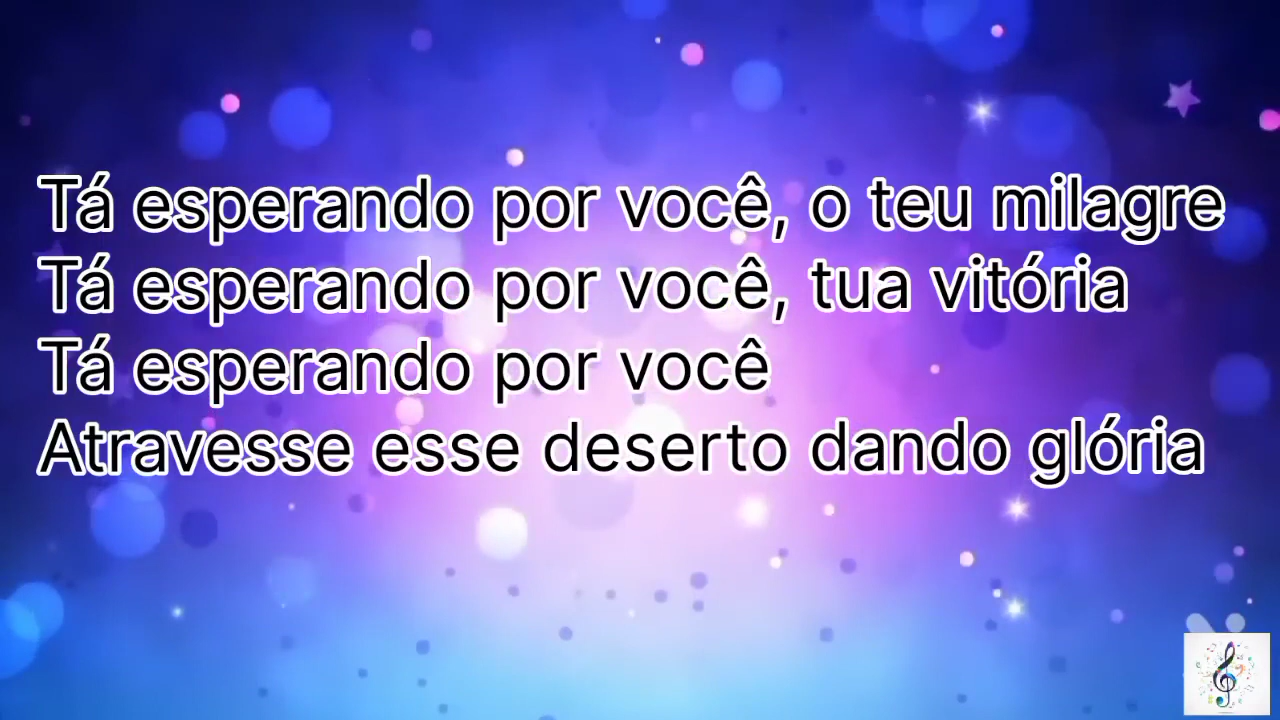 Tá esperando por você, o teu milagre
Tá esperando por você, tua vitória
Tá esperando por você
Atravesse esse deserto dando glória